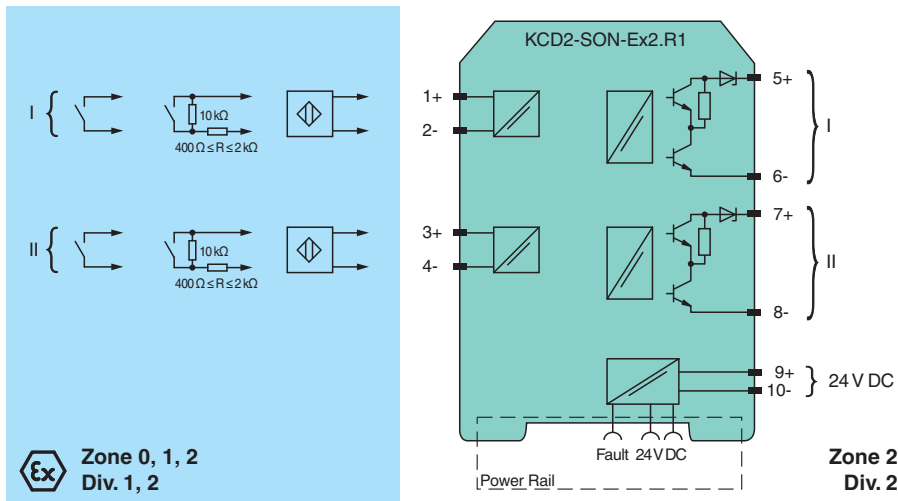 KCD2-SON-Ex2.R1
I
10 kΩ
400 Ω ≤ R ≤ 2 kΩ
1+
2-
5+
I
6-
II
10 kΩ
400 Ω ≤ R ≤ 2 kΩ
3+
4-
7+
II
8-
9+
10-
24 V DC
Fault 24 V DC
Power Rail
Ex
Zone 0, 1, 2
Div. 1, 2
Zone 2
Div. 2